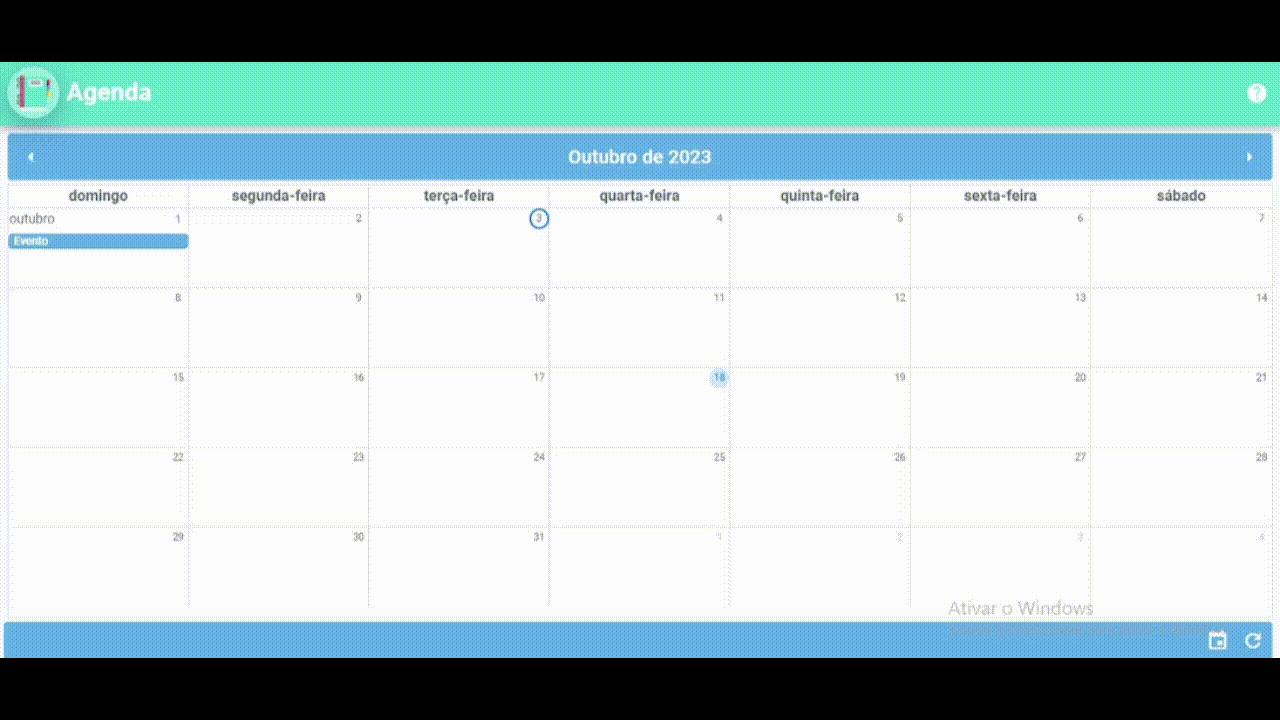 Agenda
Outubro de 2023
domingo segunda-feira terça-feira quarta-feira quinta-feira sexta-feira sábado
outubro 1 2 3 4 5 6 7
Evento
8 9 10 11 12 13 14
15 16 17 18 19 20 21
22 23 24 25 26 27 28
29 30 31 1 2 3 4
Ativar o Windows